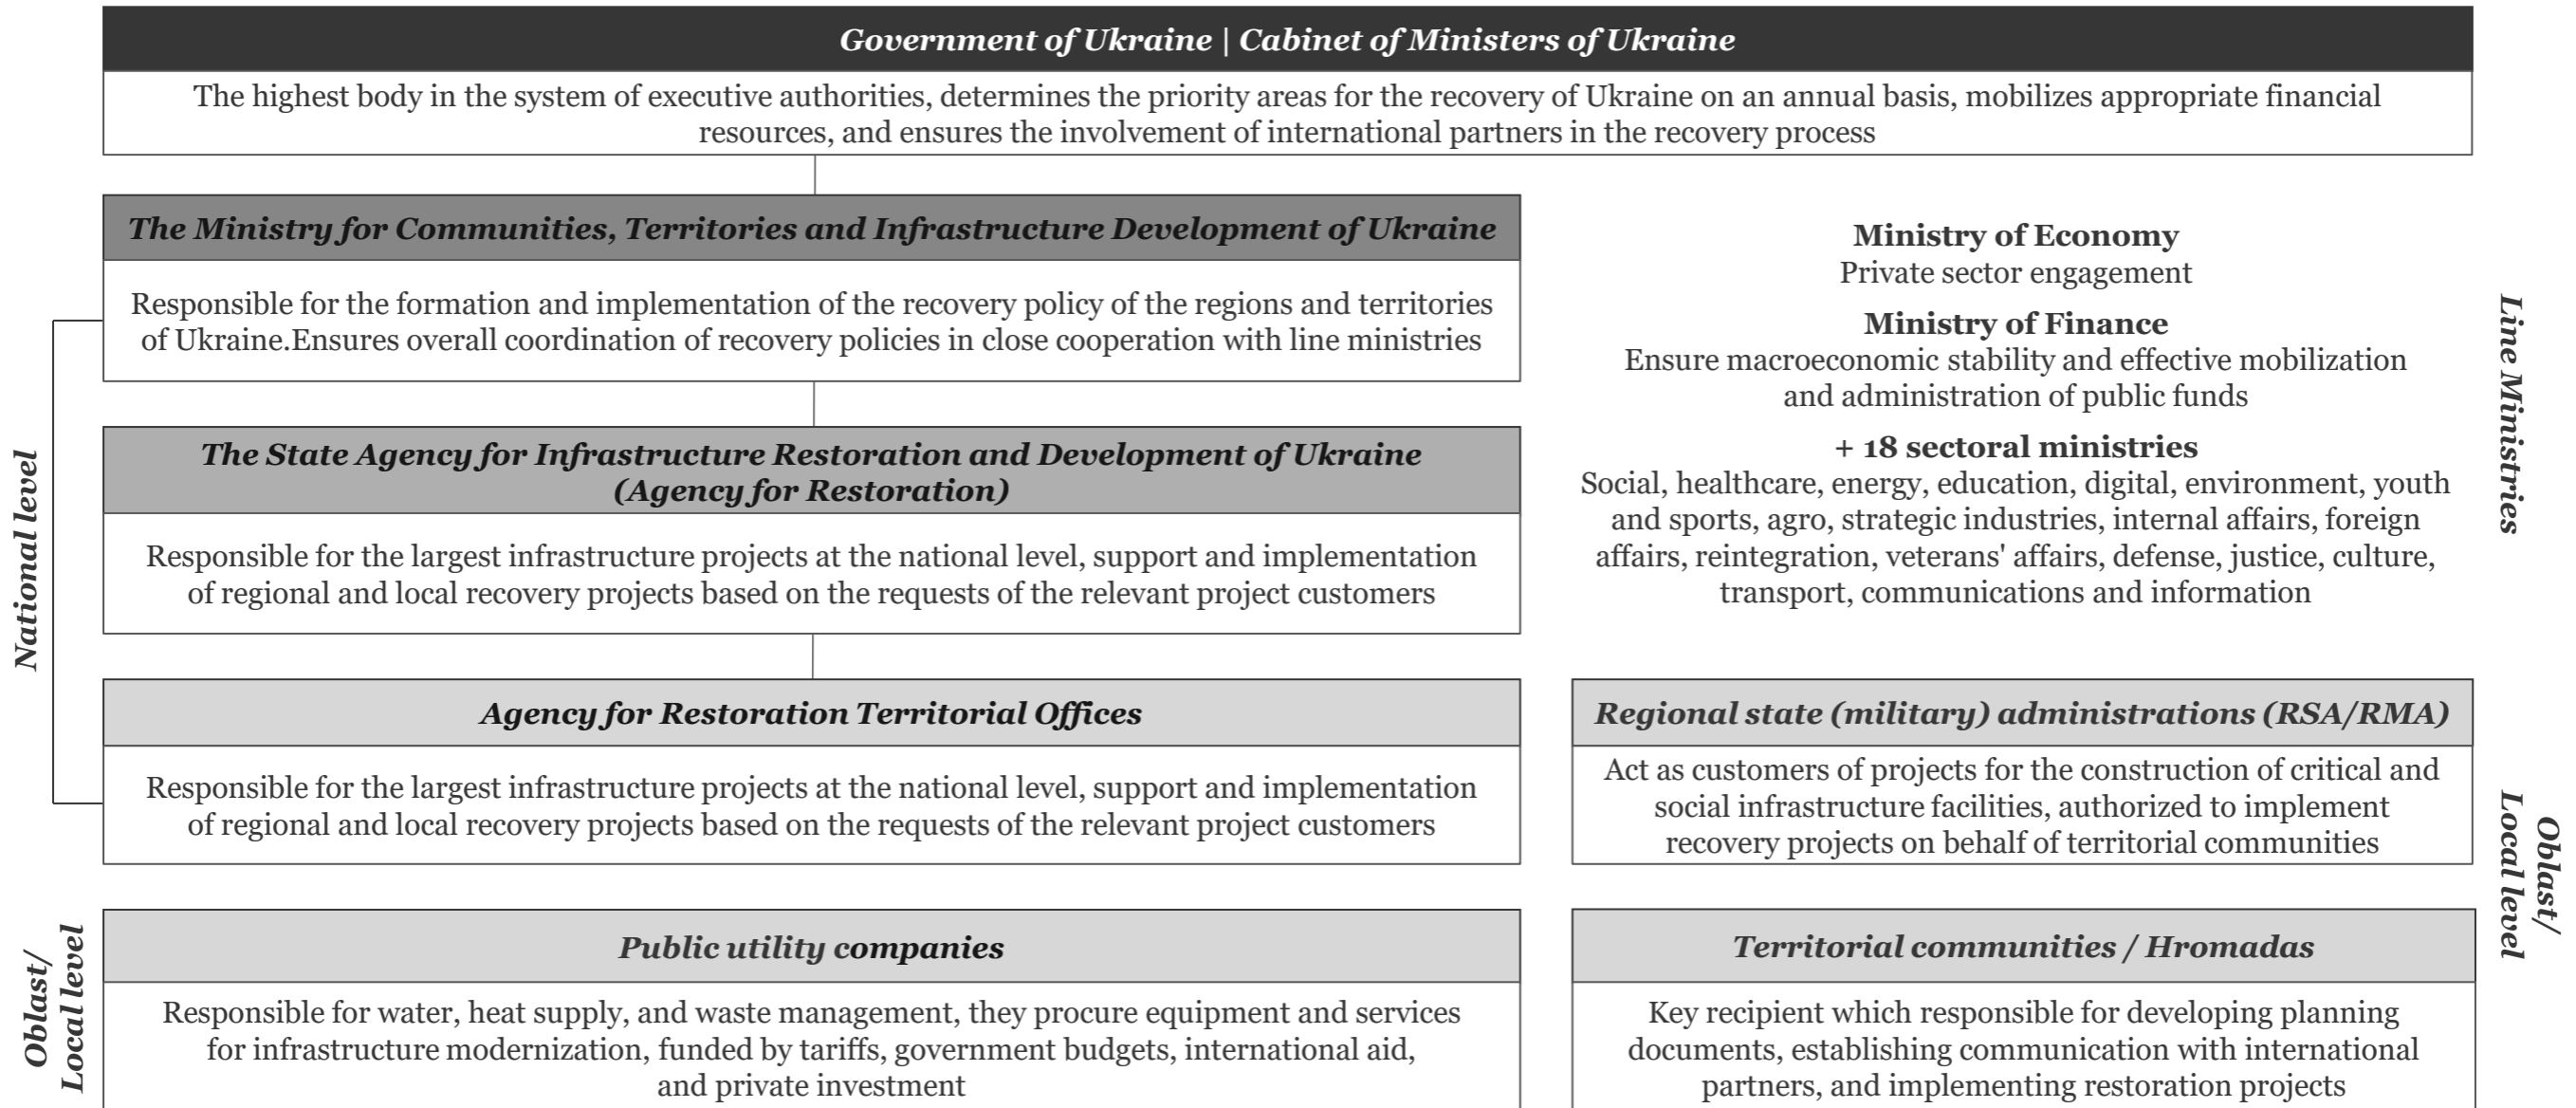 Government of Ukraine | Cabinet of Ministers of Ukraine
The highest body in the system of executive authorities, determines the priority areas for the recovery of Ukraine on an annual basis, mobilizes appropriate financial
resources, and ensures the involvement of international partners in the recovery process
National level
The Ministry for Communities, Territories and Infrastructure Development of Ukraine
Responsible for the formation and implementation of the recovery policy of the regions and territories
of Ukraine.Ensures overall coordination of recovery policies in close cooperation with line ministries
The State Agency for Infrastructure Restoration and Development of Ukraine
(Agency for Restoration)
Responsible for the largest infrastructure projects at the national level, support and implementation
of regional and local recovery projects based on the requests of the relevant project customers
Agency for Restoration Territorial Offices
Responsible for the largest infrastructure projects at the national level, support and implementation
of regional and local recovery projects based on the requests of the relevant project customers
Line Ministries
Ministry of Economy
Private sector engagement
Ministry of Finance
Ensure macroeconomic stability and effective mobilization
and administration of public funds
+ 18 sectoral ministries
Social, healthcare, energy, education, digital, environment, youth
and sports, agro, strategic industries, internal affairs, foreign
affairs, reintegration, veterans' affairs, defense, justice, culture,
transport, communications and information
Oblast/
Local level
Regional state (military) administrations (RSA/RMA)
Act as customers of projects for the construction of critical and
social infrastructure facilities, authorized to implement
recovery projects on behalf of territorial communities
Oblast/
Local level
Public utility companies
Responsible for water, heat supply, and waste management, they procure equipment and services
for infrastructure modernization, funded by tariffs, government budgets, international aid,
and private investment
Territorial communities / Hromadas
Key recipient which responsible for developing planning
documents, establishing communication with international
partners, and implementing restoration projects